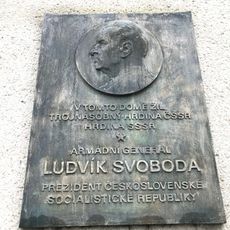 V TOMTO DOMĚ ŽIL
TROJNÁSOBNÝ HRDINA ČSSR
HRDINA SSSR
ARMÁDNÍ GENERÁL
LUDVÍK SVOBODA
PREZIDENT ČESKOSLOVENSKÉ
SOCIALISTICKÉ REPUBLIKY